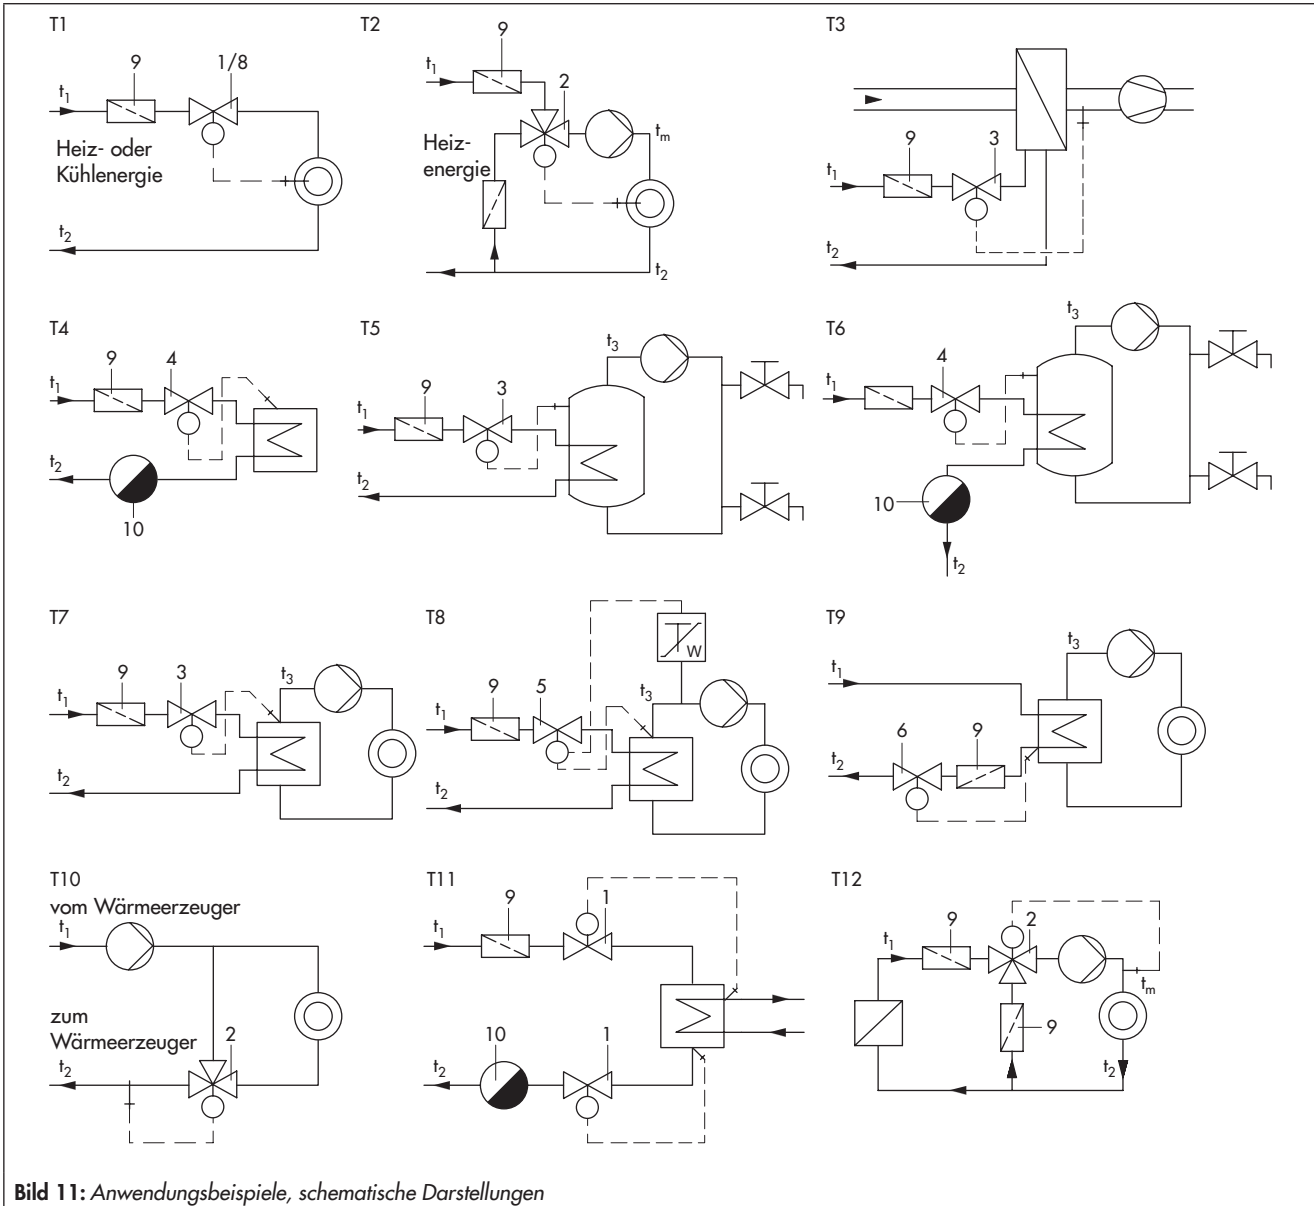 T1
9
1/8
t1
Heiz- oder
Kühlenergie
t2
T2
9
t1
2
tm
Heiz-
energie
t2
T3
9
3
t1
t2
T4
9
4
t1
t2
10
T5
t3
9
3
t1
t2
T6
t3
4
t1
10
t2
T7
9
3
t3
t1
t2
T8
W
9
5
t3
t1
t2
T9
t3
t1
6
9
t2
T10
vom Wärmeerzeuger
t1
zum
Wärmeerzeuger
2
t2
T11
9
1
t1
10
1
t2
T12
9
2
t1
tm
9
t2
Bild 11: Anwendungsbeispiele, schematische Darstellungen